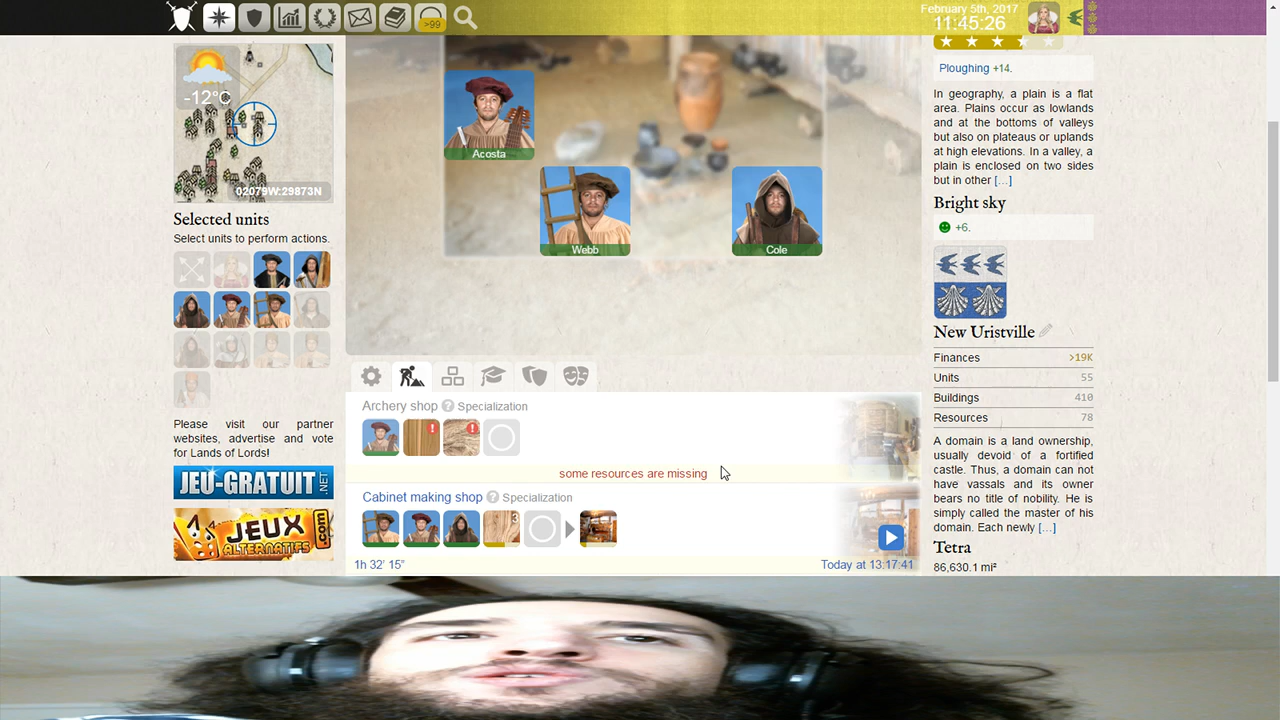 >99
February 5th, 2017
11:45:26
-12°C
02079W:29873N
Selected units
Select units to perform actions.
Please visit our partner
websites, advertise and vote
for Lands of Lords!
JEU-GRATUIT.NET
JEUX
ALTERNATIFS.com
Acosta
Webb
Cole
Archery shop ? Specialization
!
!
some resources are missing
Cabinet making shop ? Specialization
3
1h 32' 15"
Today at 13:17:41
Ploughing +14.
In geography, a plain is a flat
area. Plains occur as lowlands
and at the bottoms of valleys
but also on plateaus or uplands
at high elevations. In a valley, a
plain is enclosed on two sides
but in other [...]
Bright sky
+6.
New Uristville
Finances >19K
Units 55
Buildings 410
Resources 78
A domain is a land ownership,
usually devoid of a fortified
castle. Thus, a domain can not
have vassals and its owner
bears no title of nobility. He is
simply called the master of his
domain. Each newly [...]
Tetra
86,630.1 mi²